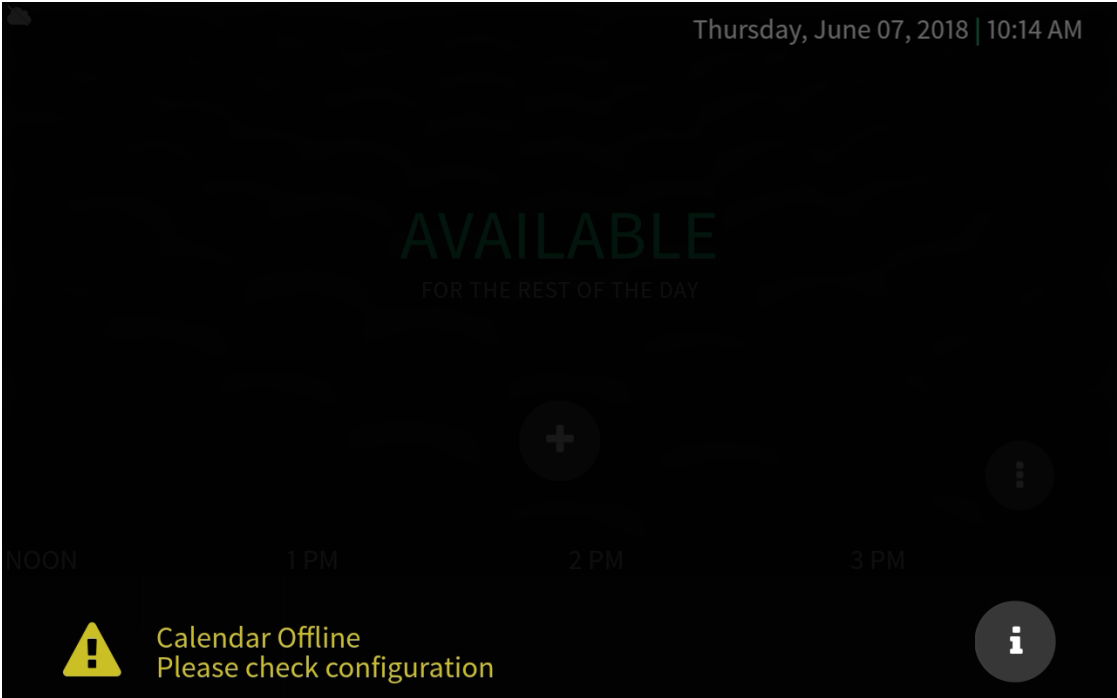 Thursday, June 07, 2018 | 10:14 AM
AVAILABLE
FOR THE REST OF THE DAY
NOON 1 PM 2 PM 3 PM
Calendar Offline
Please check configuration